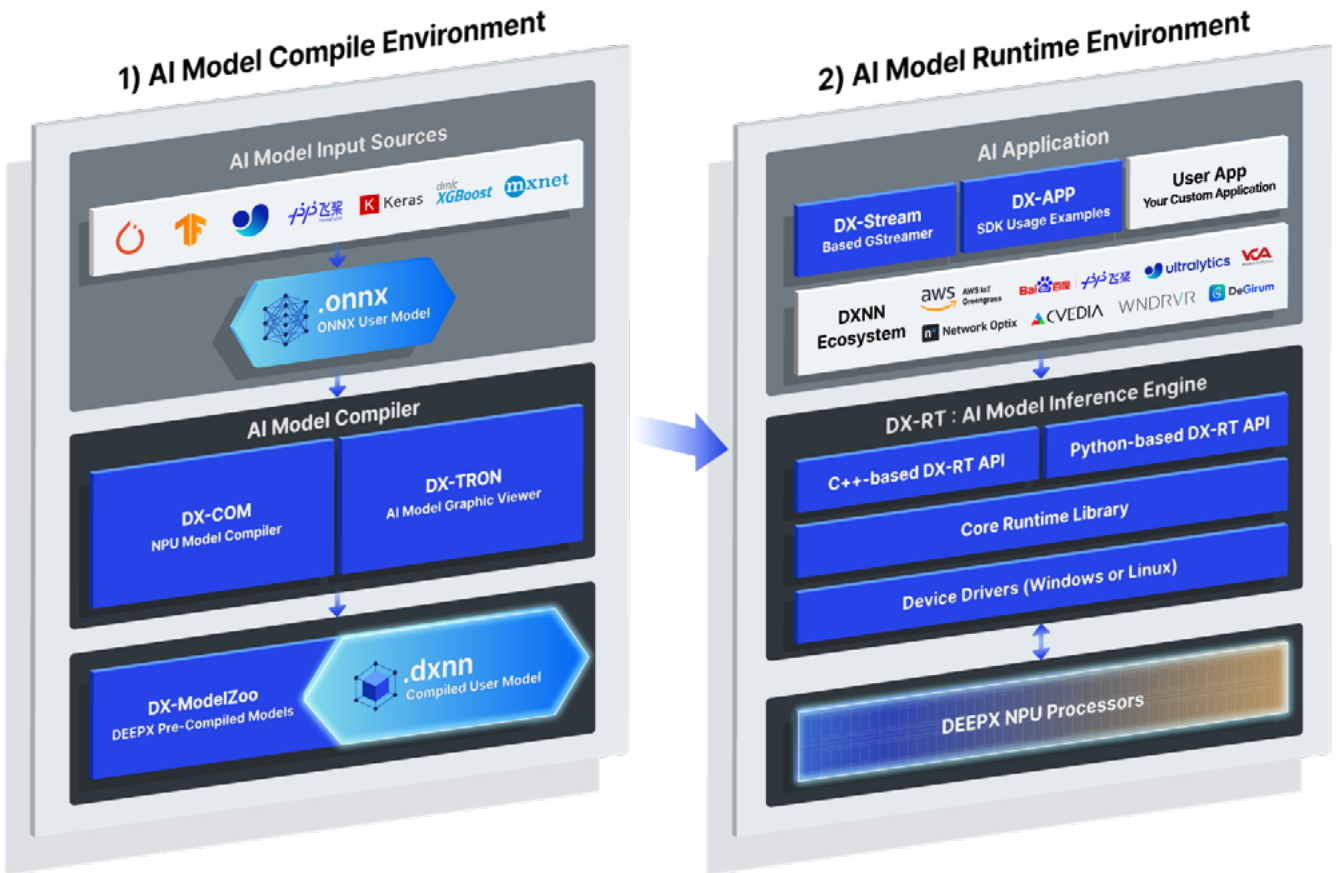 1) AI Model Compile Environment
AI Model Input Sources
飞桨
K Keras
dmlc
XGBoost
mxnet
.onnx
ONNX User Model
AI Model Compiler
DX-COM
NPU Model Compiler
DX-TRON
AI Model Graphic Viewer
DX-ModelZoo
DEEPX Pre-Compiled Models
.dxnn
Compiled User Model
2) AI Model Runtime Environment
AI Application
DX-Stream
Based GStreamer
DX-APP
SDK Usage Examples
User App
Your Custom Application
DXNN
Ecosystem
aws
AWS IoT
Greengrass
Bai du 百度
飞桨
ultralytics
VCA
nx Network Optix
CVEDIA
WNDRVR
DeGirum
DX-RT : AI Model Inference Engine
C++-based DX-RT API
Python-based DX-RT API
Core Runtime Library
Device Drivers (Windows or Linux)
DEEPX NPU Processors